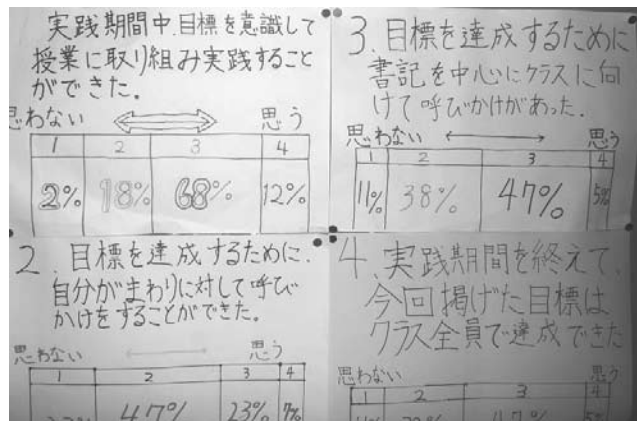 実践期間中、目標を意識して
授業に取り組み実践すること
ができた。
思わない 思う
1 2 3 4
2% 18% 68% 12%
3、目標を達成するために
書記を中心にクラスに向
けて呼びかけがあった。
思わない 思う
1 2 3 4
11% 38% 47% 5%
2、目標を達成するために、
自分がまわりに対して呼び
かけをすることができた。
思わない 思う
1 2 3 4
47% 23% 7%
4、実践期間を終えて、
今回掲げた目標は
クラス全員で達成できた
思わない 思う
1 2 3 4
47% 5%